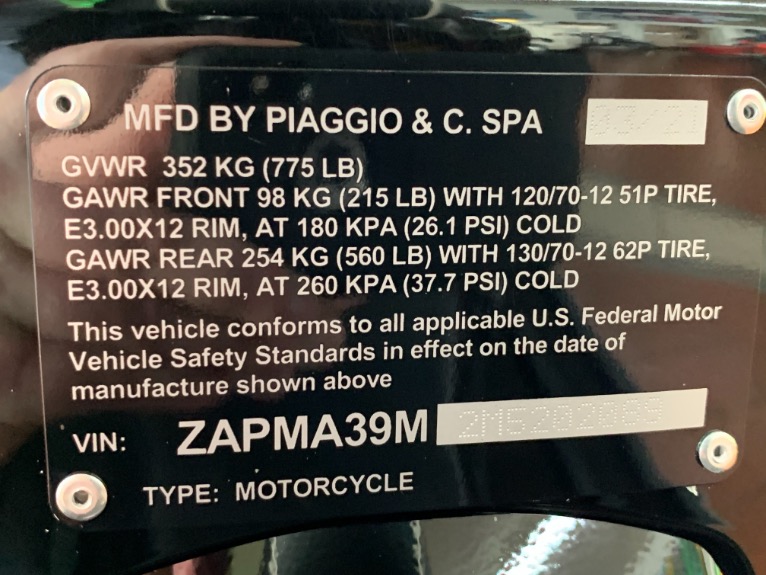 MFD BY PIAGGIO & C. SPA 03/21
GVWR 352 KG (775 LB)
GAWR FRONT 98 KG (215 LB) WITH 120/70-12 51P TIRE,
E3.00X12 RIM, AT 180 KPA (26.1 PSI) COLD
GAWR REAR 254 KG (560 LB) WITH 130/70-12 62P TIRE,
E3.00X12 RIM, AT 260 KPA (37.7 PSI) COLD
This vehicle conforms to all applicable U.S. Federal Motor
Vehicle Safety Standards in effect on the date of
manufacture shown above
VIN: ZAPMA39M
TYPE: MOTORCYCLE